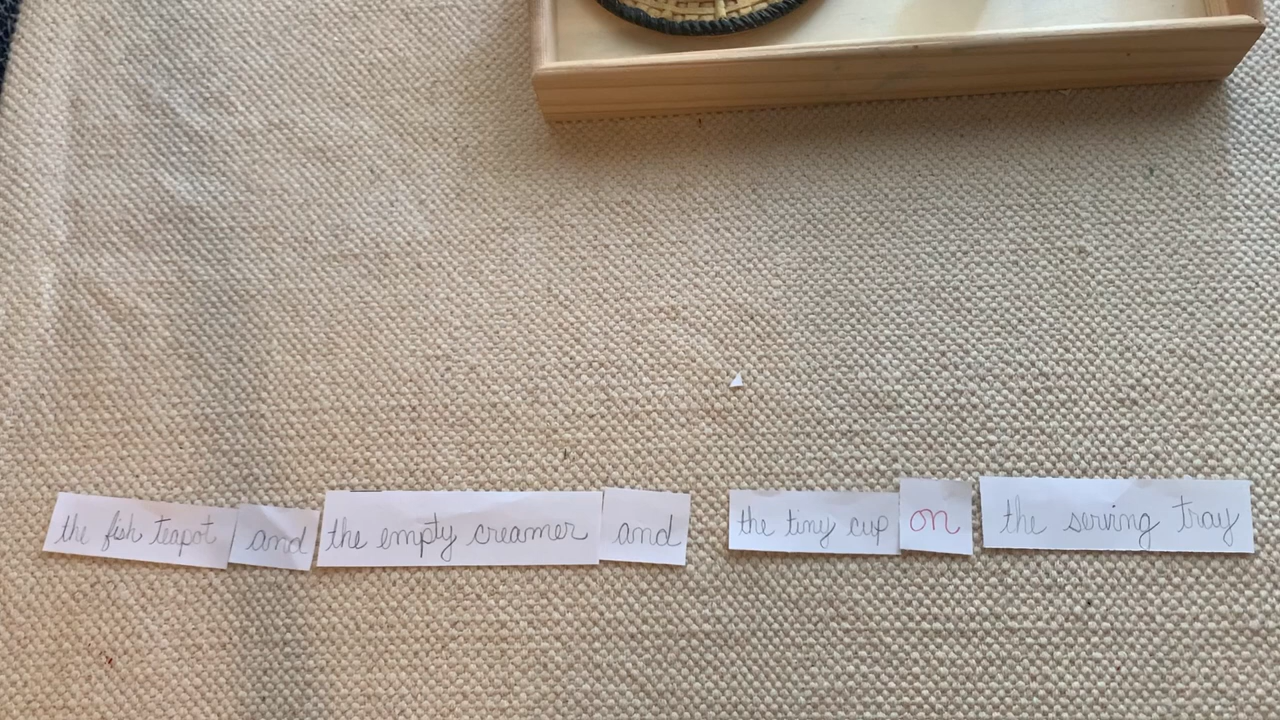 the fish teapot and the empty creamer and the tiny cup on the serving tray